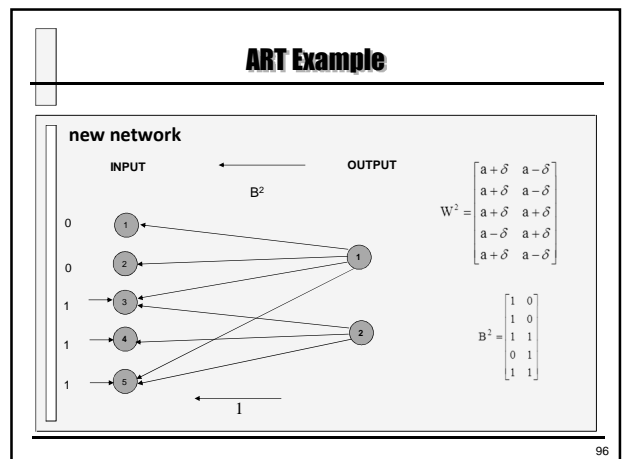 ART Example
new network
INPUT
OUTPUT
B²
0
0
1
1
1
1
2
3
4
5
1
2
1
W² = [a+δ a−δ
a+δ a−δ
a+δ a+δ
a−δ a+δ
a+δ a−δ]
B² = [1 0
1 0
1 1
0 1
1 1]
96